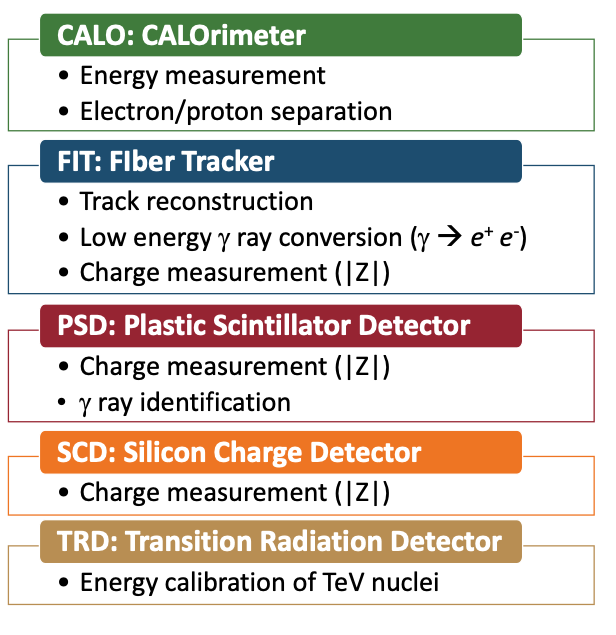 CALO: CALOrimeter
• Energy measurement
• Electron/proton separation
FIT: FIber Tracker
• Track reconstruction
• Low energy γ ray conversion (γ → e⁺ e⁻)
• Charge measurement (|Z|)
PSD: Plastic Scintillator Detector
• Charge measurement (|Z|)
• γ ray identification
SCD: Silicon Charge Detector
• Charge measurement (|Z|)
TRD: Transition Radiation Detector
• Energy calibration of TeV nuclei